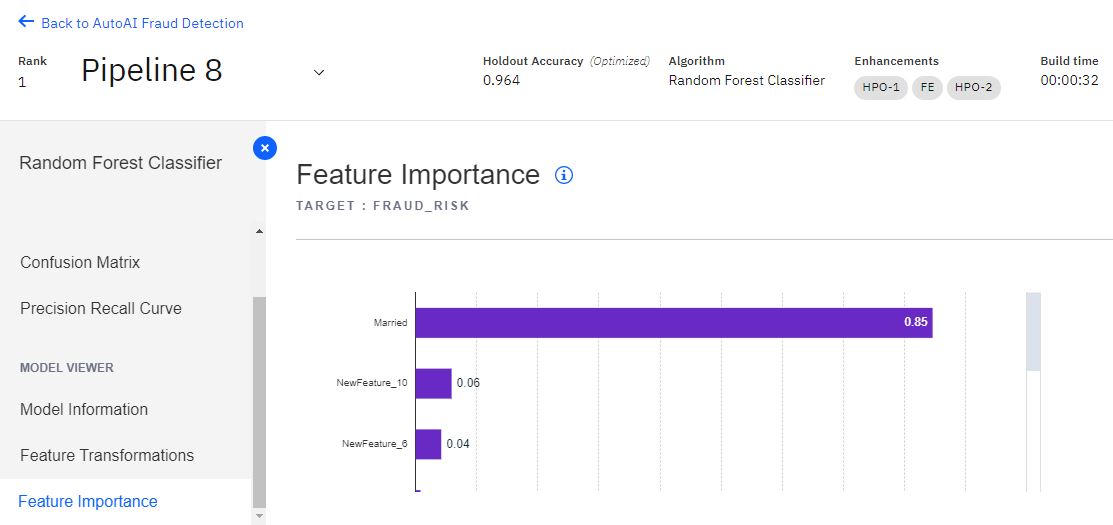 Back to AutoAI Fraud Detection
Rank
1
Pipeline 8
Holdout Accuracy (Optimized)
0.964
Algorithm
Random Forest Classifier
Enhancements
HPO-1 FE HPO-2
Build time
00:00:32
Random Forest Classifier
Confusion Matrix
Precision Recall Curve
MODEL VIEWER
Model Information
Feature Transformations
Feature Importance
Feature Importance
TARGET : FRAUD_RISK
Married 0.85
NewFeature_10 0.06
NewFeature_6 0.04